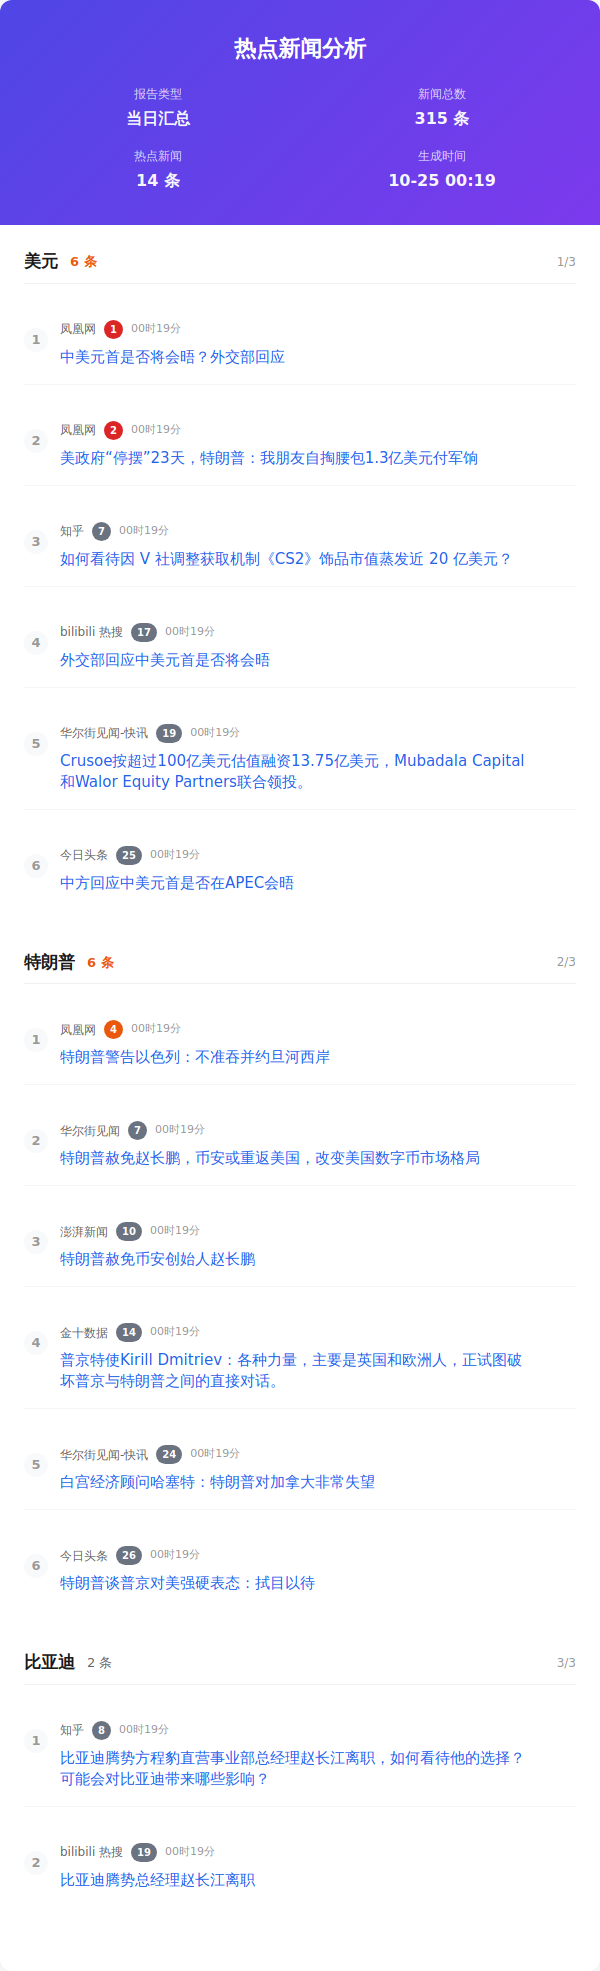 热点新闻分析
报告类型
当日汇总
新闻总数
315 条
热点新闻
14 条
生成时间
10-25 00:19
美元 6 条 1/3
1
凤凰网 1 00时19分
中美元首是否将会晤？外交部回应
2
凤凰网 2 00时19分
美政府“停摆”23天，特朗普：我朋友自掏腰包1.3亿美元付军饷
3
知乎 7 00时19分
如何看待因 V 社调整获取机制《CS2》饰品市值蒸发近 20 亿美元？
4
bilibili 热搜 17 00时19分
外交部回应中美元首是否将会晤
5
华尔街见闻-快讯 19 00时19分
Crusoe按超过100亿美元估值融资13.75亿美元，Mubadala Capital
和Walor Equity Partners联合领投。
6
今日头条 25 00时19分
中方回应中美元首是否在APEC会晤
特朗普 6 条 2/3
1
凤凰网 4 00时19分
特朗普警告以色列：不准吞并约旦河西岸
2
华尔街见闻 7 00时19分
特朗普赦免赵长鹏，币安或重返美国，改变美国数字币市场格局
3
澎湃新闻 10 00时19分
特朗普赦免币安创始人赵长鹏
4
金十数据 14 00时19分
普京特使Kirill Dmitriev：各种力量，主要是英国和欧洲人，正试图破
坏普京与特朗普之间的直接对话。
5
华尔街见闻-快讯 24 00时19分
白宫经济顾问哈塞特：特朗普对加拿大非常失望
6
今日头条 26 00时19分
特朗普谈普京对美强硬表态：拭目以待
比亚迪 2 条 3/3
1
知乎 8 00时19分
比亚迪腾势方程豹直营事业部总经理赵长江离职，如何看待他的选择？
可能会对比亚迪带来哪些影响？
2
bilibili 热搜 19 00时19分
比亚迪腾势总经理赵长江离职